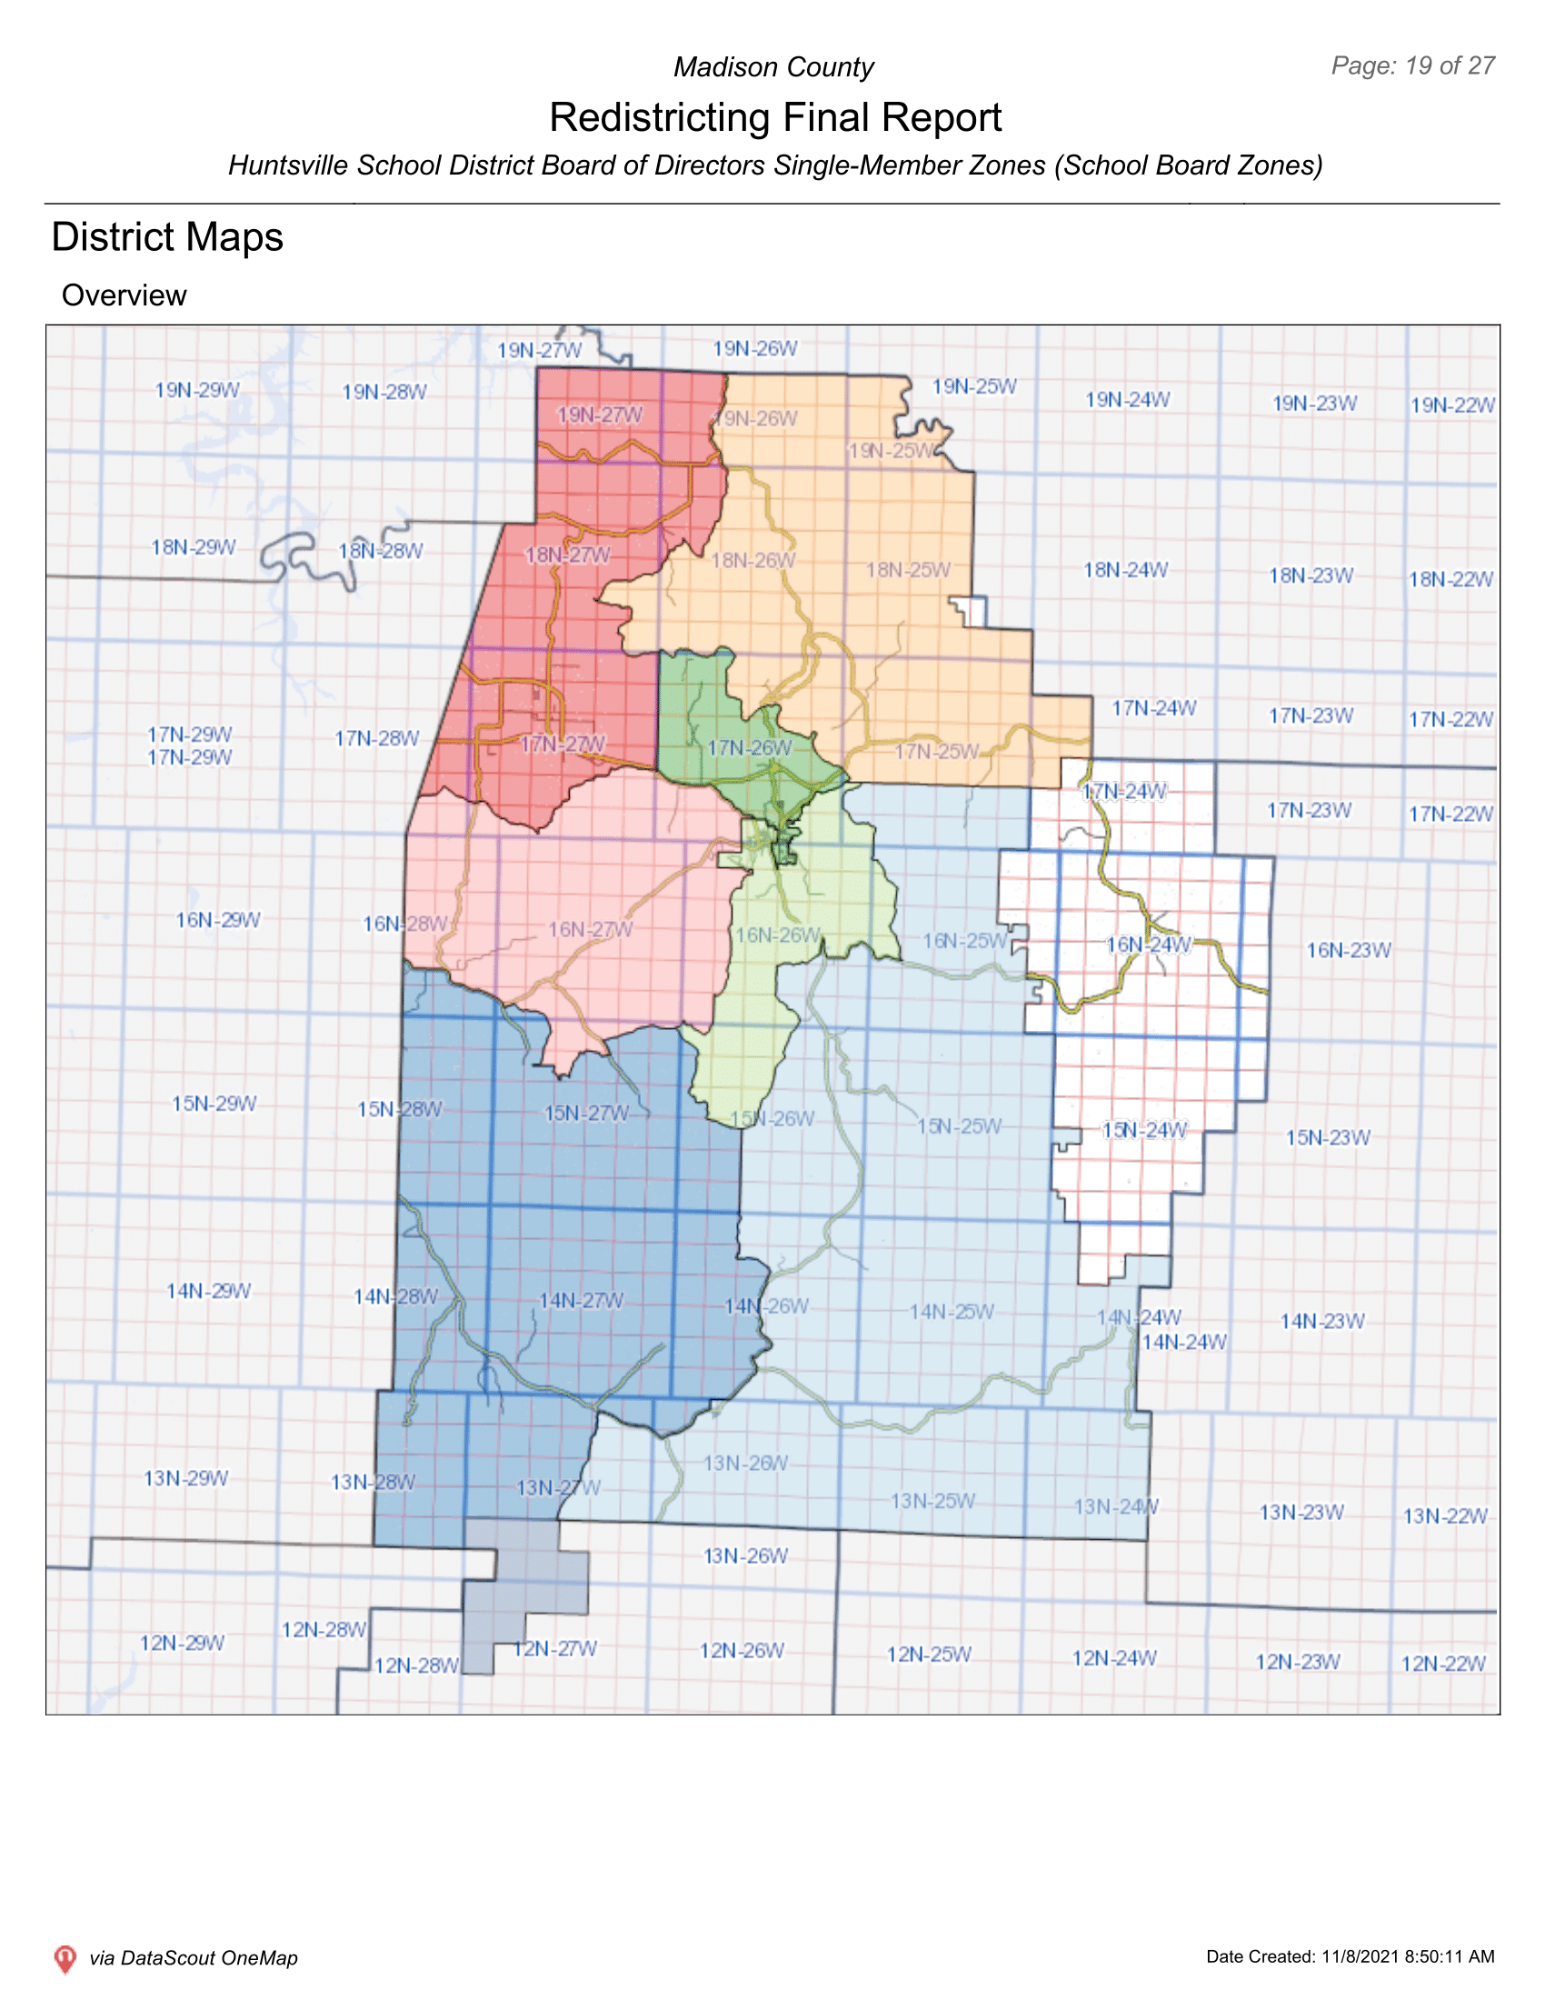 Madison County
Page: 19 of 27
Redistricting Final Report
Huntsville School District Board of Directors Single-Member Zones (School Board Zones)
District Maps
Overview
19N-27W 19N-26W
19N-29W 19N-28W 19N-25W 19N-24W 19N-23W 19N-22W
19N-27W 19N-26W
19N-25W
18N-29W 18N-28W 18N-27W 18N-26W 18N-25W 18N-24W 18N-23W 18N-22W
17N-24W 17N-23W 17N-22W
17N-29W 17N-28W 17N-27W 17N-26W 17N-25W
17N-29W
17N-24W 17N-23W 17N-22W
16N-29W 16N-28W 16N-27W 16N-26W 16N-25W 16N-24W 16N-23W
15N-29W 15N-28W 15N-27W 15N-26W 15N-25W 15N-24W 15N-23W
14N-29W 14N-28W 14N-27W 14N-26W 14N-25W 14N-24W 14N-23W
14N-24W
13N-29W 13N-28W 13N-27W 13N-26W 13N-25W 13N-24W 13N-23W 13N-22W
13N-26W
12N-29W 12N-28W 12N-27W 12N-26W 12N-25W 12N-24W 12N-23W 12N-22W
12N-28W
via DataScout OneMap
Date Created: 11/8/2021 8:50:11 AM